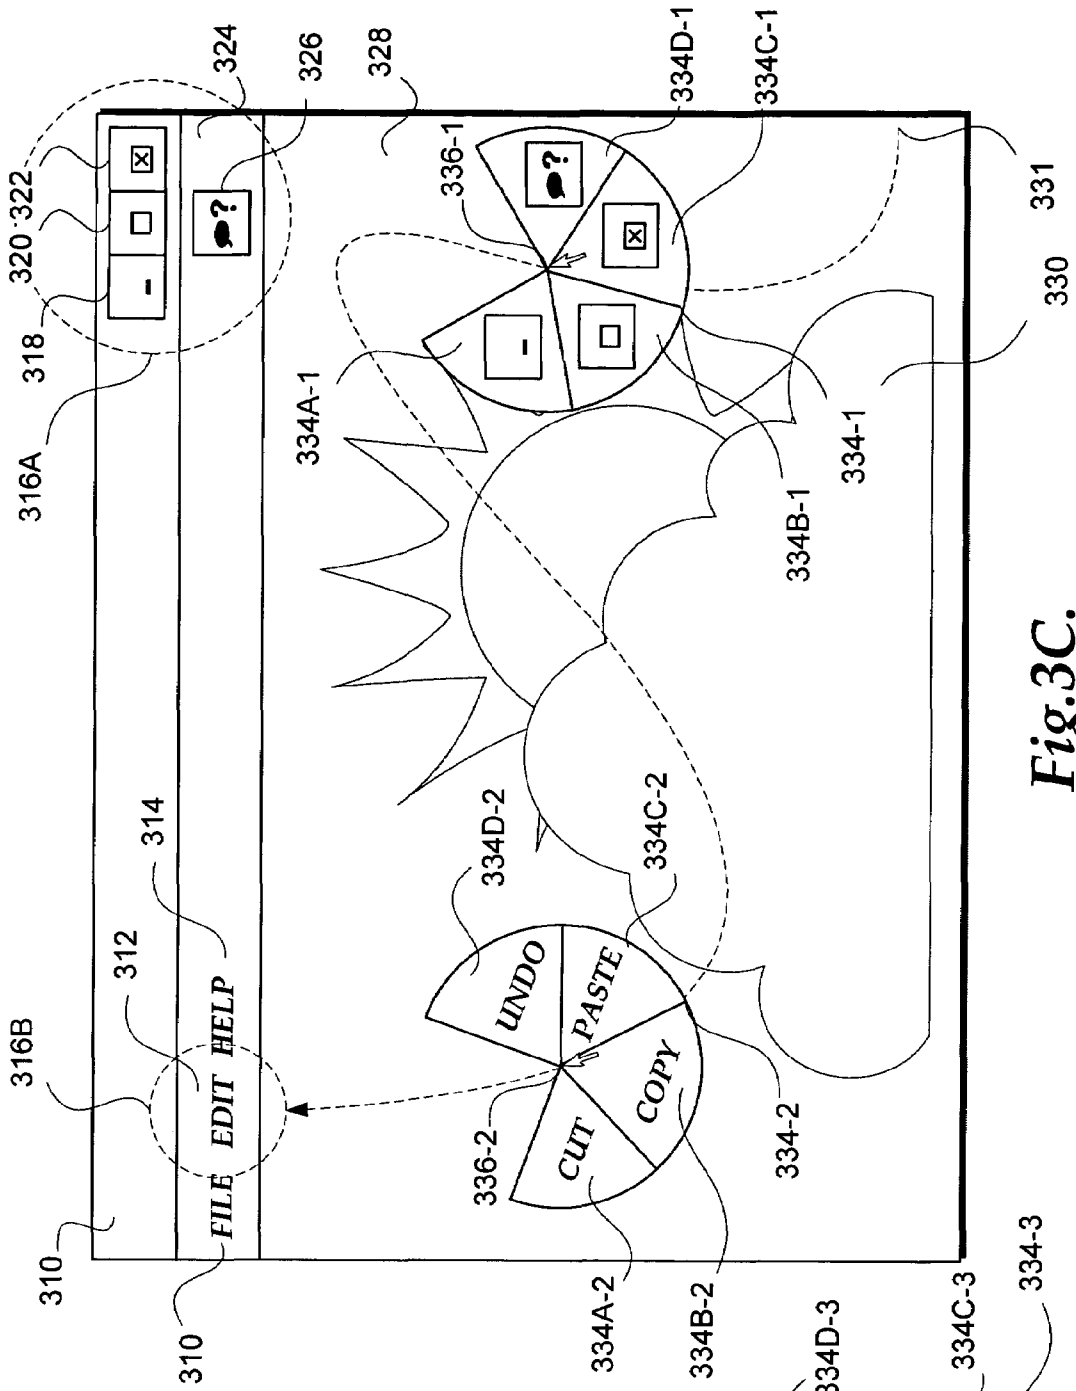 310
316B
312
314
316A
318
320
322
324
326
328
310
FILE EDIT HELP
_
□
x
?
334D-2
334A-1
336-1
334D-1
334C-1
UNDO
PASTE
COPY
CUT
_
□
x
?
336-2
334C-2
334A-2
334B-2
334-2
334B-1
334-1
330
331
334D-3
334C-3
334-3
Fig.3C.